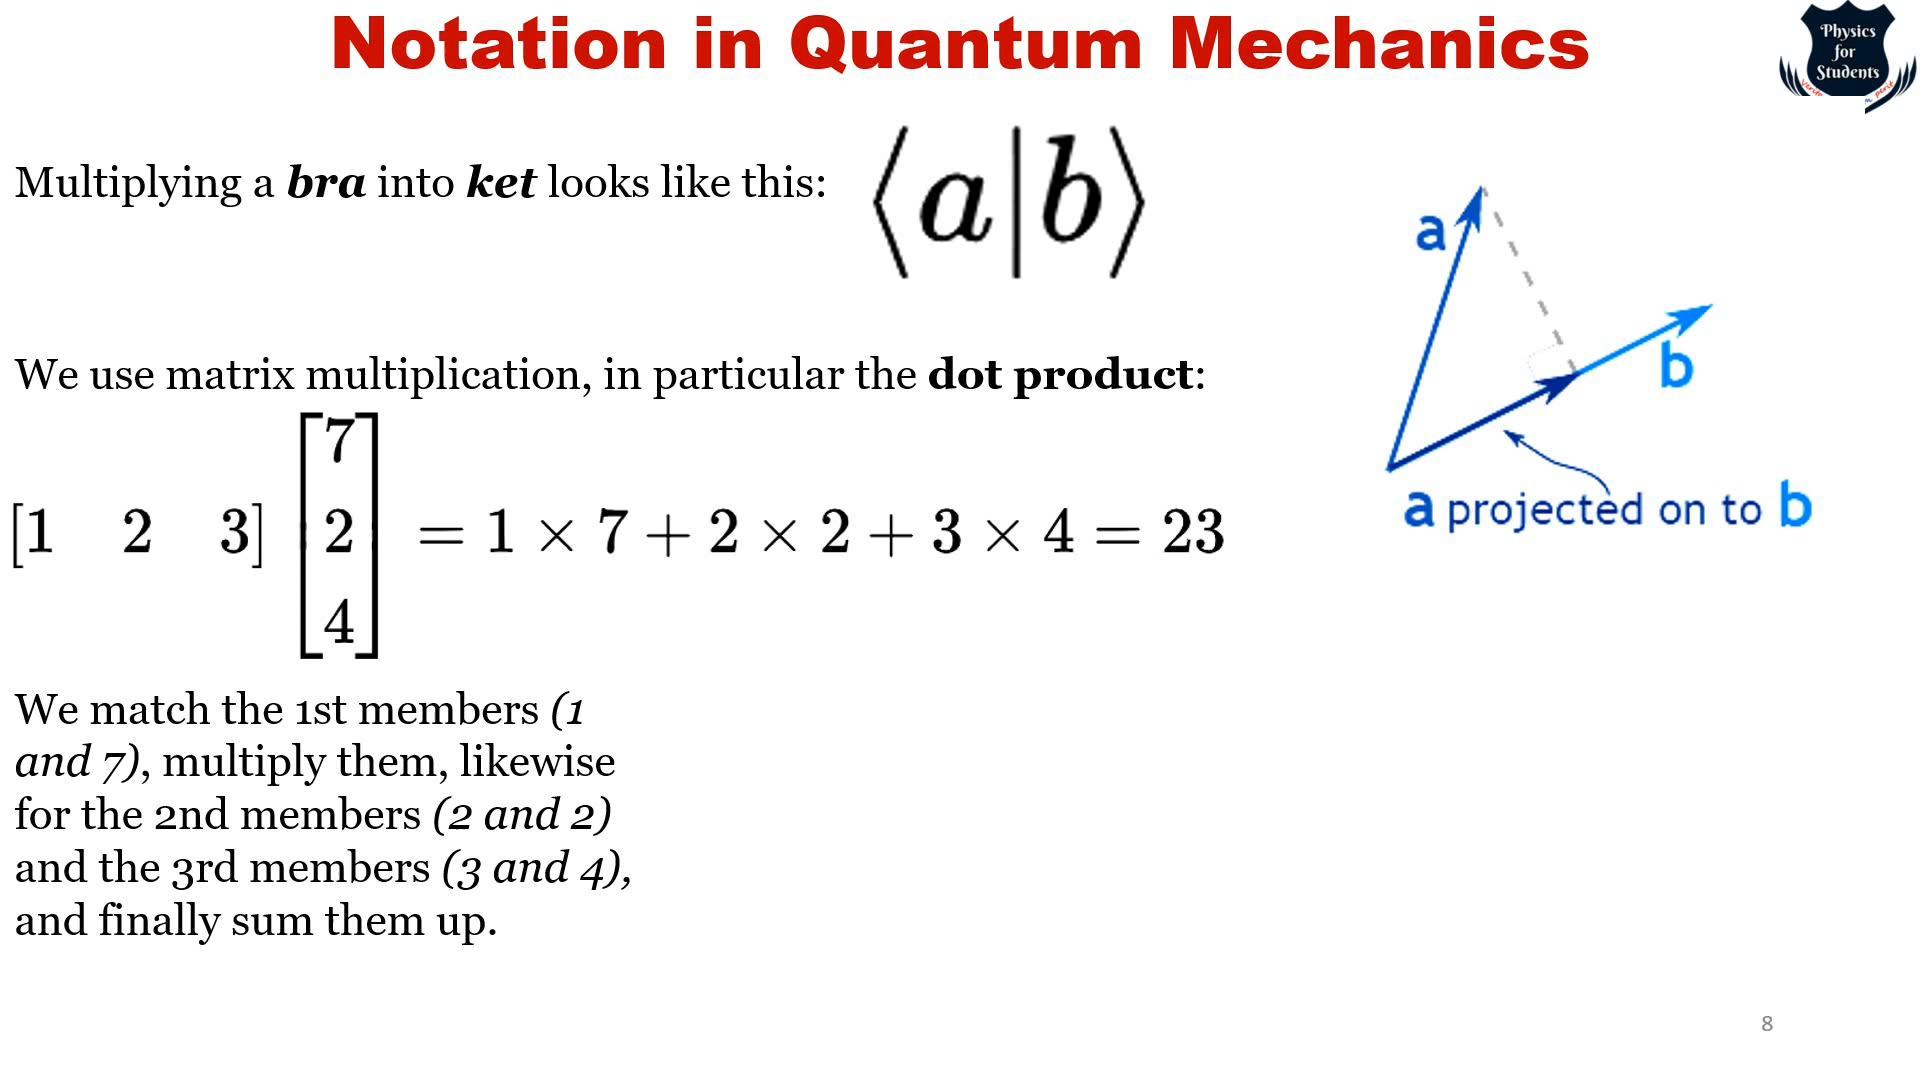 Notation in Quantum Mechanics
Physics
for
Students
Multiplying a bra into ket looks like this:
⟨a|b⟩
We use matrix multiplication, in particular the dot product:
[1 2 3] [7 2 4] = 1 × 7 + 2 × 2 + 3 × 4 = 23
a
b
a projected on to b
We match the 1st members (1
and 7), multiply them, likewise
for the 2nd members (2 and 2)
and the 3rd members (3 and 4),
and finally sum them up.
8